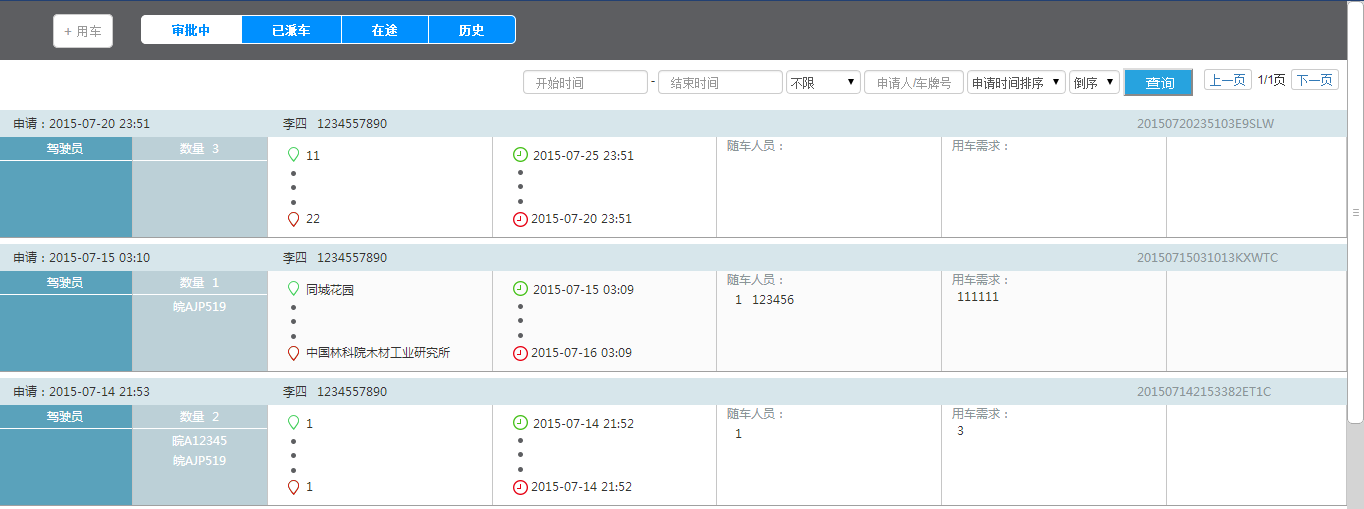 + 用车 审批中 已派车 在途 历史
开始时间 - 结束时间 不限 申请人/车牌号 申请时间排序 倒序 查询 上一页 1/1页 下一页
申请：2015-07-20 23:51 李四 1234557890 20150720235103E9SLW
驾驶员 数量 3 11 2015-07-25 23:51 随车人员： 用车需求：
22 2015-07-20 23:51
申请：2015-07-15 03:10 李四 1234557890 20150715031013KXWTC
驾驶员 数量 1 同城花园 2015-07-15 03:09 随车人员： 用车需求：
皖AJP519 1 123456 111111
中国林科院木材工业研究所 2015-07-16 03:09
申请：2015-07-14 21:53 李四 1234557890 201507142153382ET1C
驾驶员 数量 2 1 2015-07-14 21:52 随车人员： 用车需求：
皖A12345 1 3
皖AJP519
1 2015-07-14 21:52